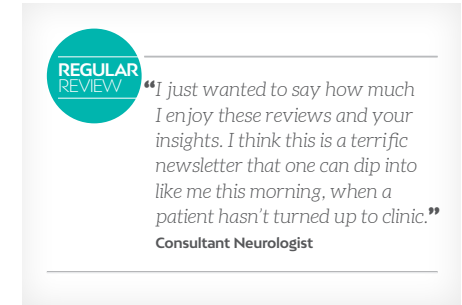 REGULAR
REVIEW
“I just wanted to say how much
I enjoy these reviews and your
insights. I think this is a terrific
newsletter that one can dip into
like me this morning, when a
patient hasn’t turned up to clinic.”
Consultant Neurologist